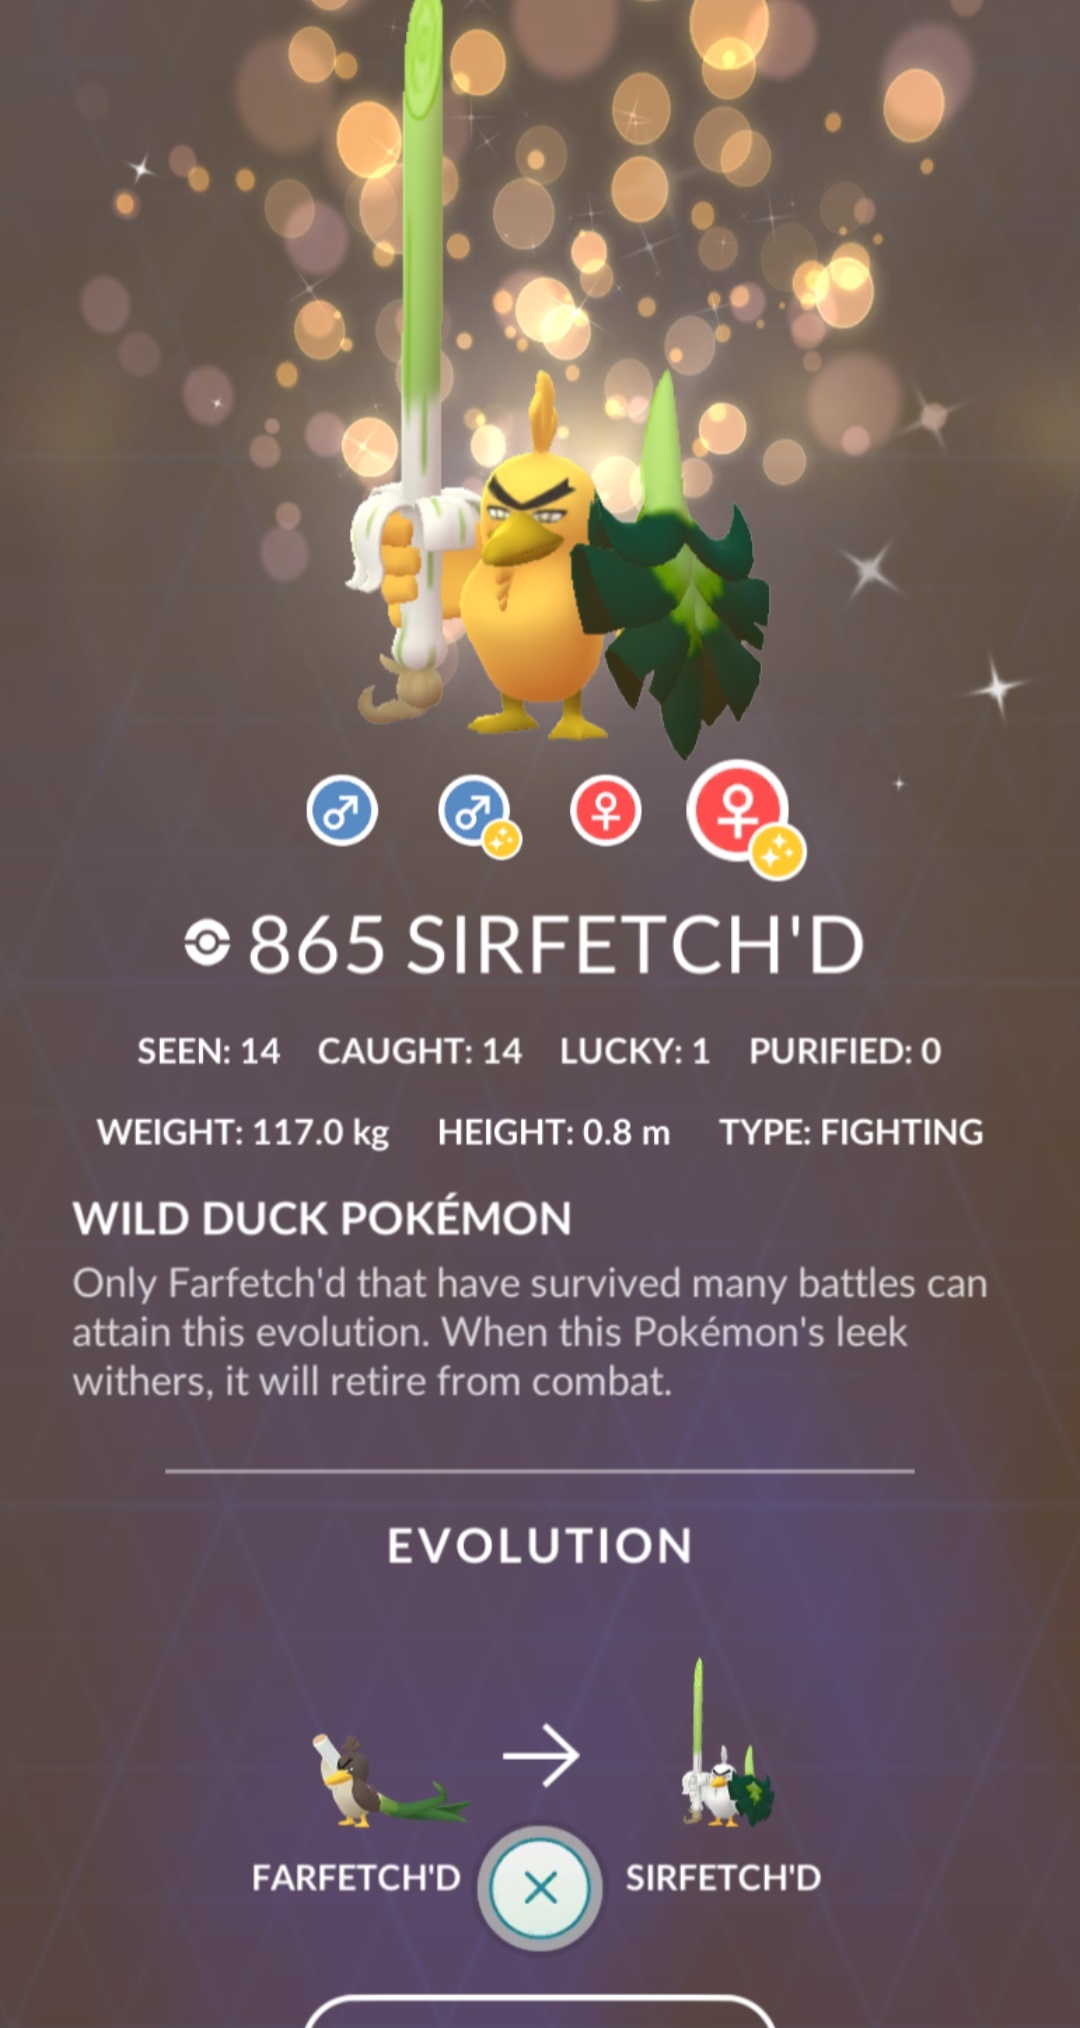 865 SIRFETCH'D
SEEN: 14 CAUGHT: 14 LUCKY: 1 PURIFIED: 0
WEIGHT: 117.0 kg HEIGHT: 0.8 m TYPE: FIGHTING
WILD DUCK POKÉMON
Only Farfetch'd that have survived many battles can
attain this evolution. When this Pokémon's leek
withers, it will retire from combat.
EVOLUTION
FARFETCH'D SIRFETCH'D